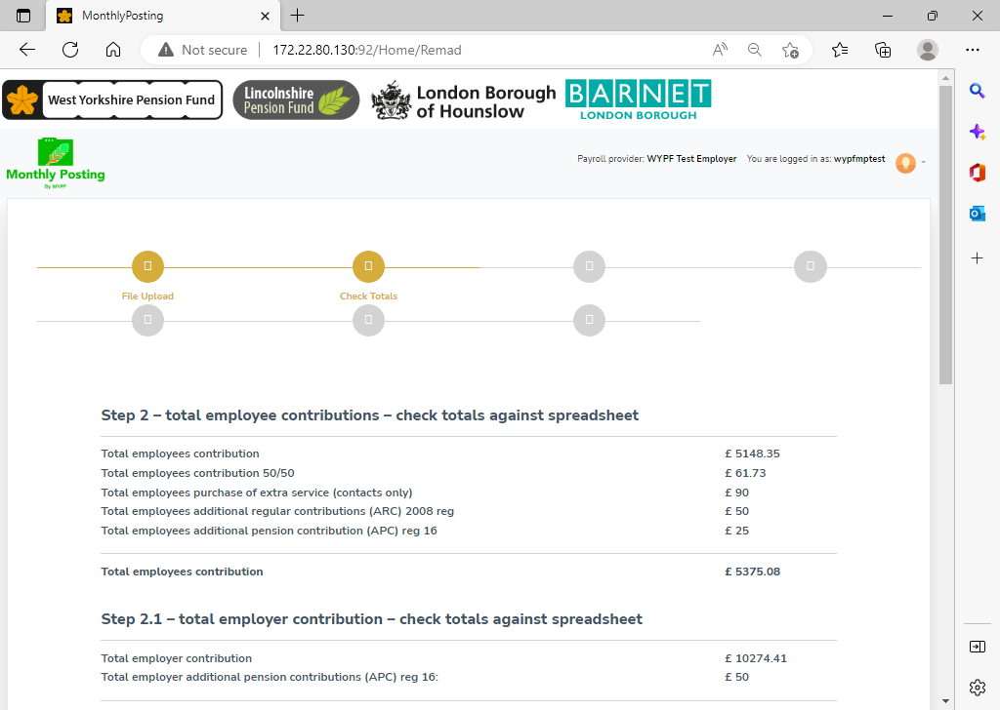 MonthlyPosting
Not secure 172.22.80.130:92/Home/Remad
West Yorkshire Pension Fund
Lincolnshire
Pension Fund
London Borough
of Hounslow
BARNET
LONDON BOROUGH
Monthly Posting
By WYPF
Payroll provider: WYPF Test Employer You are logged in as: wypfmptest
File Upload Check Totals
Step 2 – total employee contributions – check totals against spreadsheet
Total employees contribution £ 5148.35
Total employees contribution 50/50 £ 61.73
Total employees purchase of extra service (contacts only) £ 90
Total employees additional regular contributions (ARC) 2008 reg £ 50
Total employees additional pension contribution (APC) reg 16 £ 25
Total employees contribution £ 5375.08
Step 2.1 – total employer contribution – check totals against spreadsheet
Total employer contribution £ 10274.41
Total employer additional pension contributions (APC) reg 16: £ 50